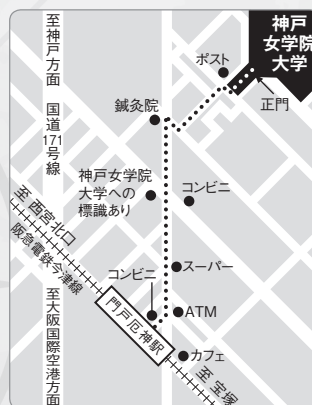 神戸
女学院
大学
至神戸方面
国道171号線
至大阪国際空港方面
ポスト
正門
鍼灸院
神戸女学院
大学への
標識あり
コンビニ
至 西宮北口
阪急電鉄今津線
コンビニ
スーパー
門戸厄神駅
ATM
カフェ
至 宝塚